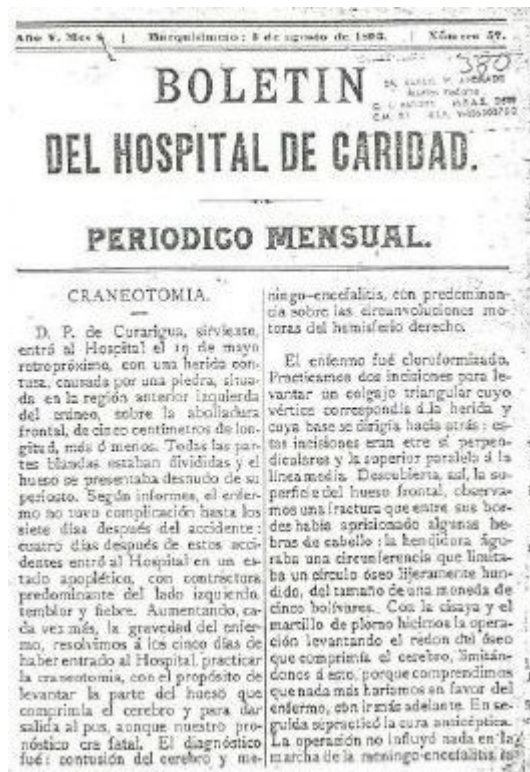 Año V. Mes | Barquisimeto: 3 de agosto de 1893. | Número 57.
380
BOLETIN
DEL HOSPITAL DE CARIDAD.
PERIODICO MENSUAL.
CRANEOTOMIA.
D. P. de Curarigua, sirviente,
entró al Hospital el 19 de mayo
retropróximo, con una herida con-
tusa, causada por una piedra, situa-
da en la región anterior izquierda
del cráneo, sobre la abolladura
frontal, de cinco centímetros de lon-
gitud, más ó menos. Todas las par-
tes blandas estaban divididas y el
hueso se presentaba desnudo de su
periosto. Según informes, el enfer-
mo no tuvo complicación hasta los
siete días después del accidente:
cuatro días después de estos acci-
dentes entró al Hospital en un es-
tado apoplético, con contractura
predominante del lado izquierdo,
temblor y fiebre. Aumentando, ca-
da vez más, la gravedad del enfer-
mo, resolvimos á los cinco días de
haber entrado al Hospital, practicar
la craneotomía, con el propósito de
levantar la parte del hueso que
comprimía el cerebro y para dar
salida al pus, aunque nuestro pro-
nóstico era fatal. El diagnóstico
fué: contusión del cerebro y me-
ningo-encefalitis, con predominan-
cia sobre las circunvoluciones mo-
toras del hemisferio derecho.
El enfermo fué cloroformizado.
Practicamos dos incisiones para le-
vantar un colgajo triangular cuyo
vértice correspondía á la herida y
cuya base se dirigía hacia atrás: es-
tas incisiones eran etre sí perpen-
diculares y la superior paralela á la
línea media. Descubierta, así, la su-
perficie del hueso frontal, observa-
mos una fractura que entre sus bor-
des había aprisionado algunas he-
bras de cabello: la hendidura figu-
raba una circunferencia que limita-
ba un círculo óseo lijeramente hun-
dido, del tamaño de una moneda de
cinco bolívares. Con la cisaya y el
martillo de plomo hicimos la opera-
ción levantando el redondel óseo
que comprimía el cerebro, limitán-
donos á esto, porque comprendimos
que nada más haríamos en favor del
enfermo, con ir más adelante. En se-
guida se practicó la cura antiséptica.
La operación no influyó nada en la
marcha de la meningo-encefalitis